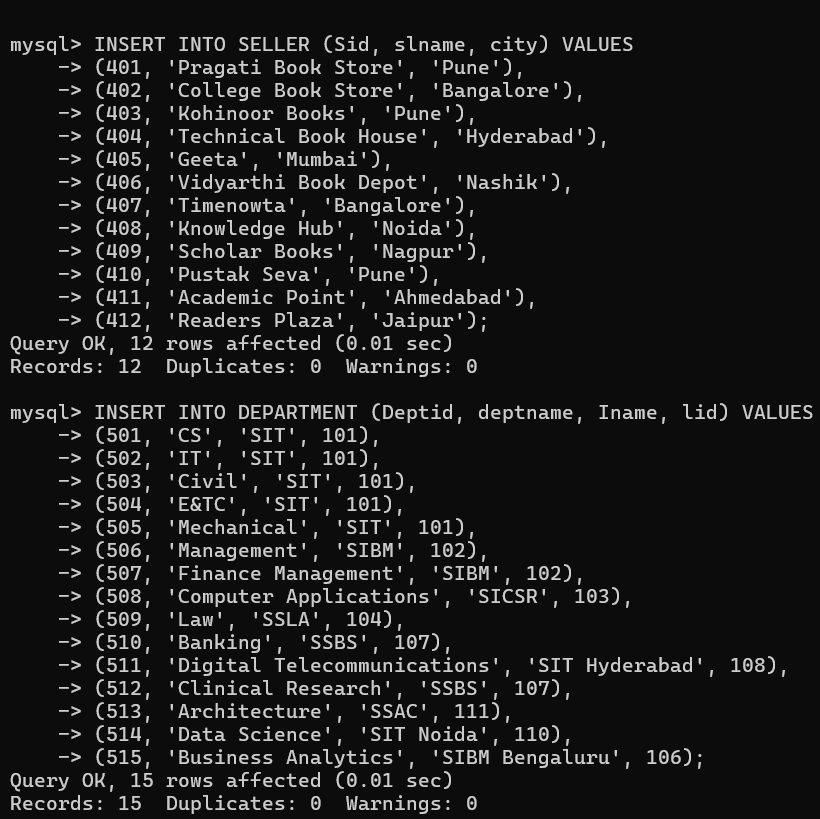 mysql> INSERT INTO SELLER (Sid, slname, city) VALUES
    -> (401, 'Pragati Book Store', 'Pune'),
    -> (402, 'College Book Store', 'Bangalore'),
    -> (403, 'Kohinoor Books', 'Pune'),
    -> (404, 'Technical Book House', 'Hyderabad'),
    -> (405, 'Geeta', 'Mumbai'),
    -> (406, 'Vidyarthi Book Depot', 'Nashik'),
    -> (407, 'Timenowta', 'Bangalore'),
    -> (408, 'Knowledge Hub', 'Noida'),
    -> (409, 'Scholar Books', 'Nagpur'),
    -> (410, 'Pustak Seva', 'Pune'),
    -> (411, 'Academic Point', 'Ahmedabad'),
    -> (412, 'Readers Plaza', 'Jaipur');
Query OK, 12 rows affected (0.01 sec)
Records: 12  Duplicates: 0  Warnings: 0

mysql> INSERT INTO DEPARTMENT (Deptid, deptname, Iname, lid) VALUES
    -> (501, 'CS', 'SIT', 101),
    -> (502, 'IT', 'SIT', 101),
    -> (503, 'Civil', 'SIT', 101),
    -> (504, 'E&TC', 'SIT', 101),
    -> (505, 'Mechanical', 'SIT', 101),
    -> (506, 'Management', 'SIBM', 102),
    -> (507, 'Finance Management', 'SIBM', 102),
    -> (508, 'Computer Applications', 'SICSR', 103),
    -> (509, 'Law', 'SSLA', 104),
    -> (510, 'Banking', 'SSBS', 107),
    -> (511, 'Digital Telecommunications', 'SIT Hyderabad', 108),
    -> (512, 'Clinical Research', 'SSBS', 107),
    -> (513, 'Architecture', 'SSAC', 111),
    -> (514, 'Data Science', 'SIT Noida', 110),
    -> (515, 'Business Analytics', 'SIBM Bengaluru', 106);
Query OK, 15 rows affected (0.01 sec)
Records: 15  Duplicates: 0  Warnings: 0